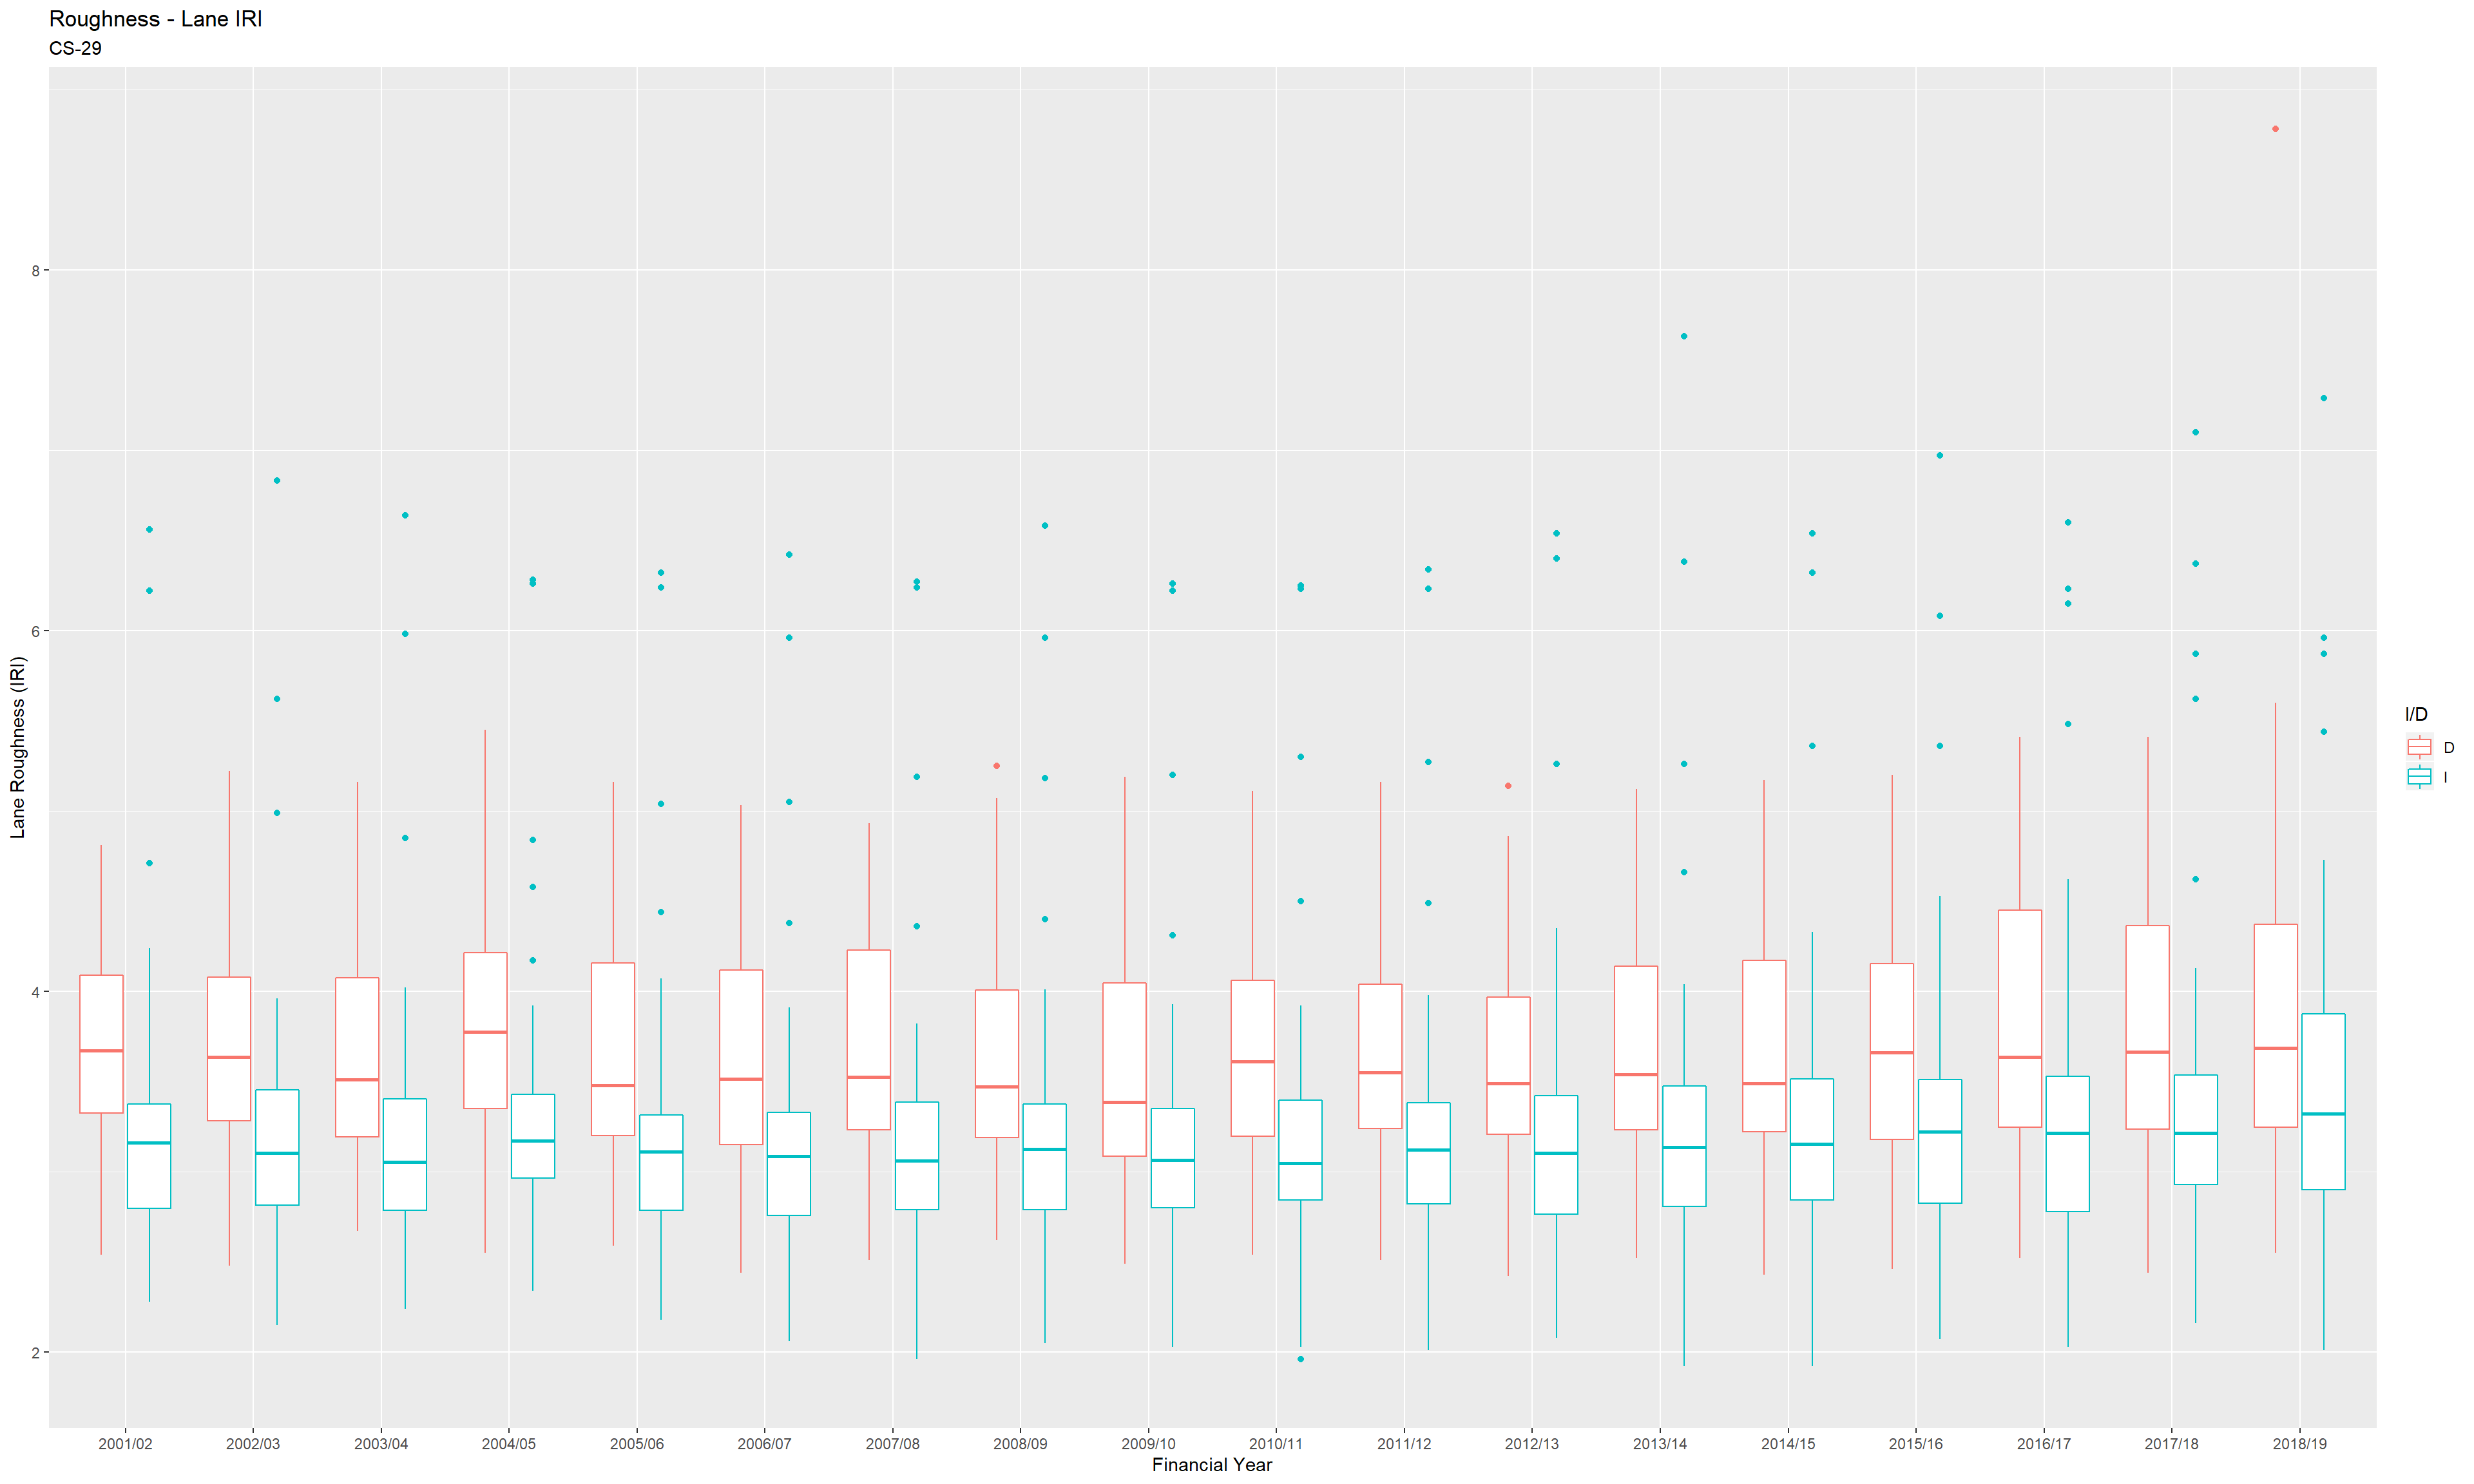 Roughness - Lane IRI
CS-29
Lane Roughness (IRI)
8
6
4
2
2001/02 2002/03 2003/04 2004/05 2005/06 2006/07 2007/08 2008/09 2009/10 2010/11 2011/12 2012/13 2013/14 2014/15 2015/16 2016/17 2017/18 2018/19
Financial Year
I/D
D
I